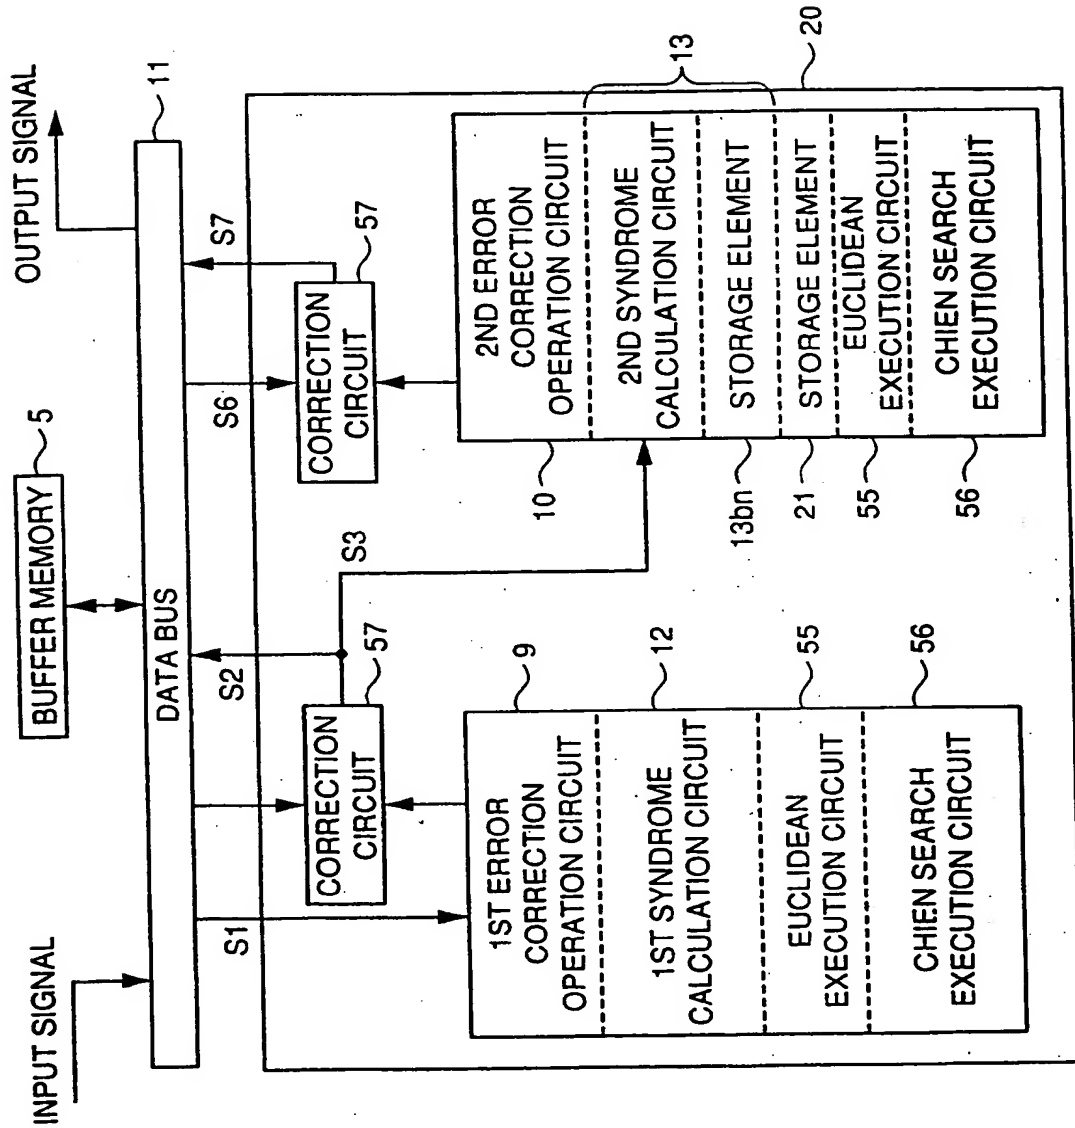 INPUT SIGNAL
BUFFER MEMORY
5
OUTPUT SIGNAL
DATA BUS
11
S1
S2
S3
S6
S7
CORRECTION
CIRCUIT
57
CORRECTION
CIRCUIT
57
1ST ERROR
CORRECTION
OPERATION CIRCUIT
9
1ST SYNDROME
CALCULATION CIRCUIT
12
EUCLIDEAN
EXECUTION CIRCUIT
55
CHIEN SEARCH
EXECUTION CIRCUIT
56
10
2ND ERROR
CORRECTION
OPERATION CIRCUIT
2ND SYNDROME
CALCULATION CIRCUIT
13
13bn
STORAGE ELEMENT
21
STORAGE ELEMENT
55
EUCLIDEAN
EXECUTION CIRCUIT
56
CHIEN SEARCH
EXECUTION CIRCUIT
20